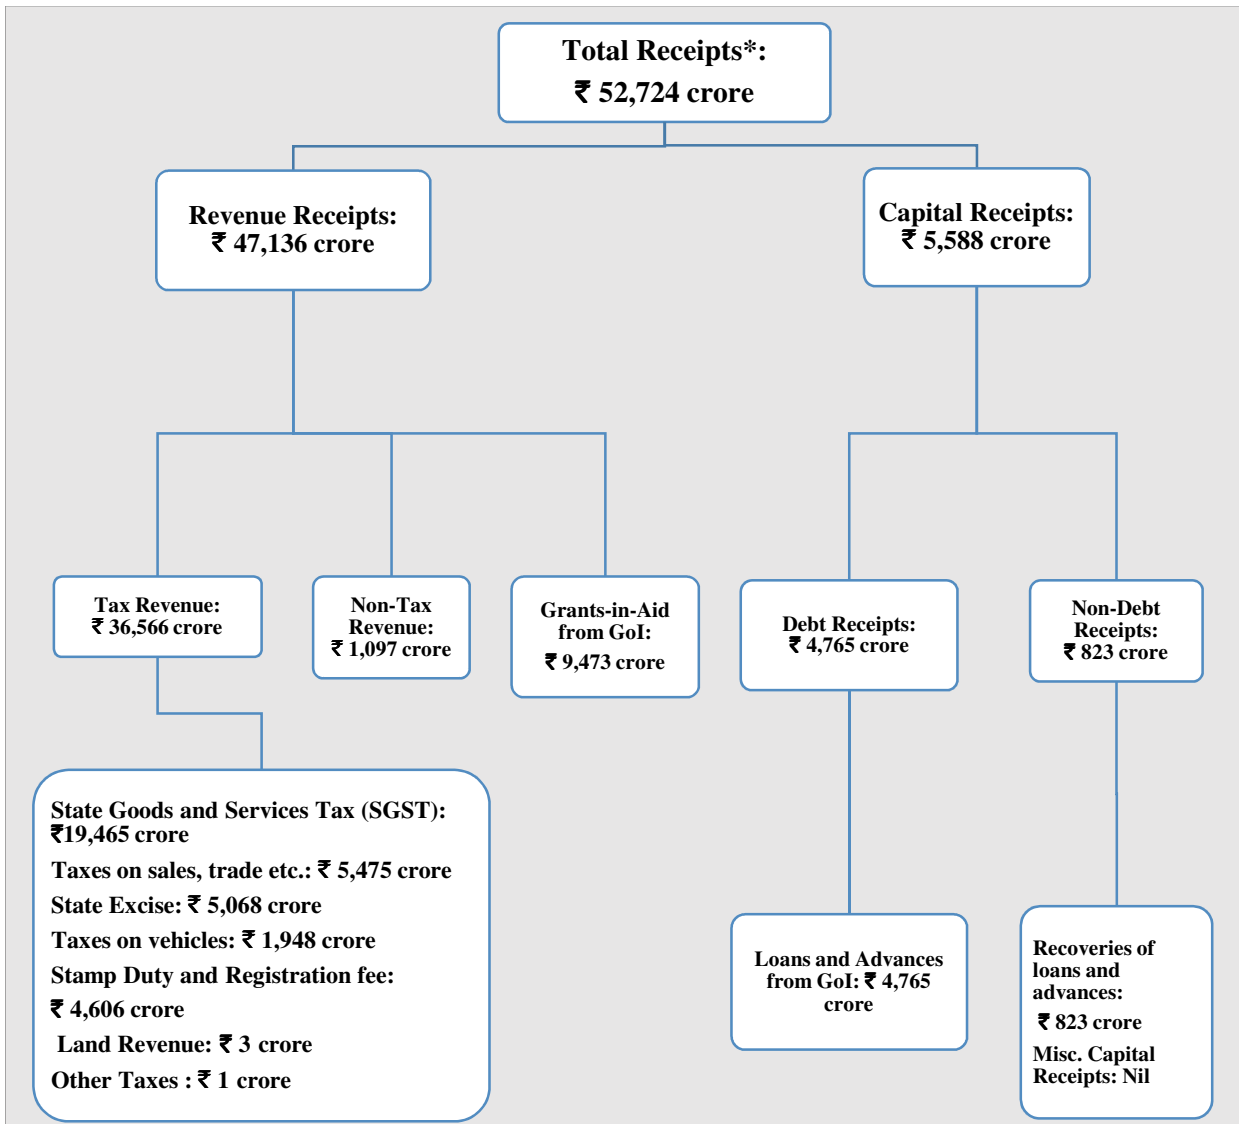 Total Receipts*:
₹ 52,724 crore
Revenue Receipts:
₹ 47,136 crore
Capital Receipts:
₹ 5,588 crore
Tax Revenue:
₹ 36,566 crore
Non-Tax
Revenue:
₹ 1,097 crore
Grants-in-Aid
from GoI:
₹ 9,473 crore
Debt Receipts:
₹ 4,765 crore
Non-Debt
Receipts:
₹ 823 crore
State Goods and Services Tax (SGST):
₹19,465 crore
Taxes on sales, trade etc.: ₹ 5,475 crore
State Excise: ₹ 5,068 crore
Taxes on vehicles: ₹ 1,948 crore
Stamp Duty and Registration fee:
₹ 4,606 crore
Land Revenue: ₹ 3 crore
Other Taxes : ₹ 1 crore
Loans and Advances
from GoI: ₹ 4,765
crore
Recoveries of
loans and
advances:
₹ 823 crore
Misc. Capital
Receipts: Nil